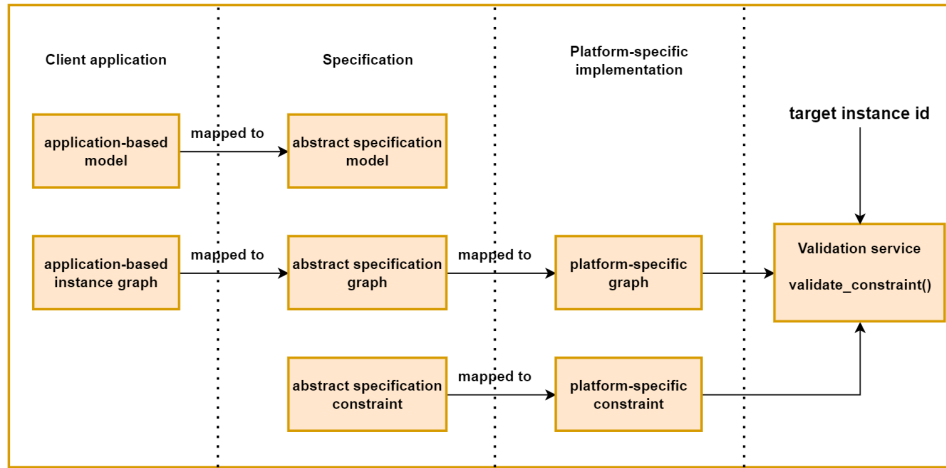 Client application
Specification
Platform-specific
implementation
target instance id
application-based
model
mapped to
abstract specification
model
application-based
instance graph
mapped to
abstract specification
graph
mapped to
platform-specific
graph
Validation service
validate_constraint()
abstract specification
constraint
mapped to
platform-specific
constraint